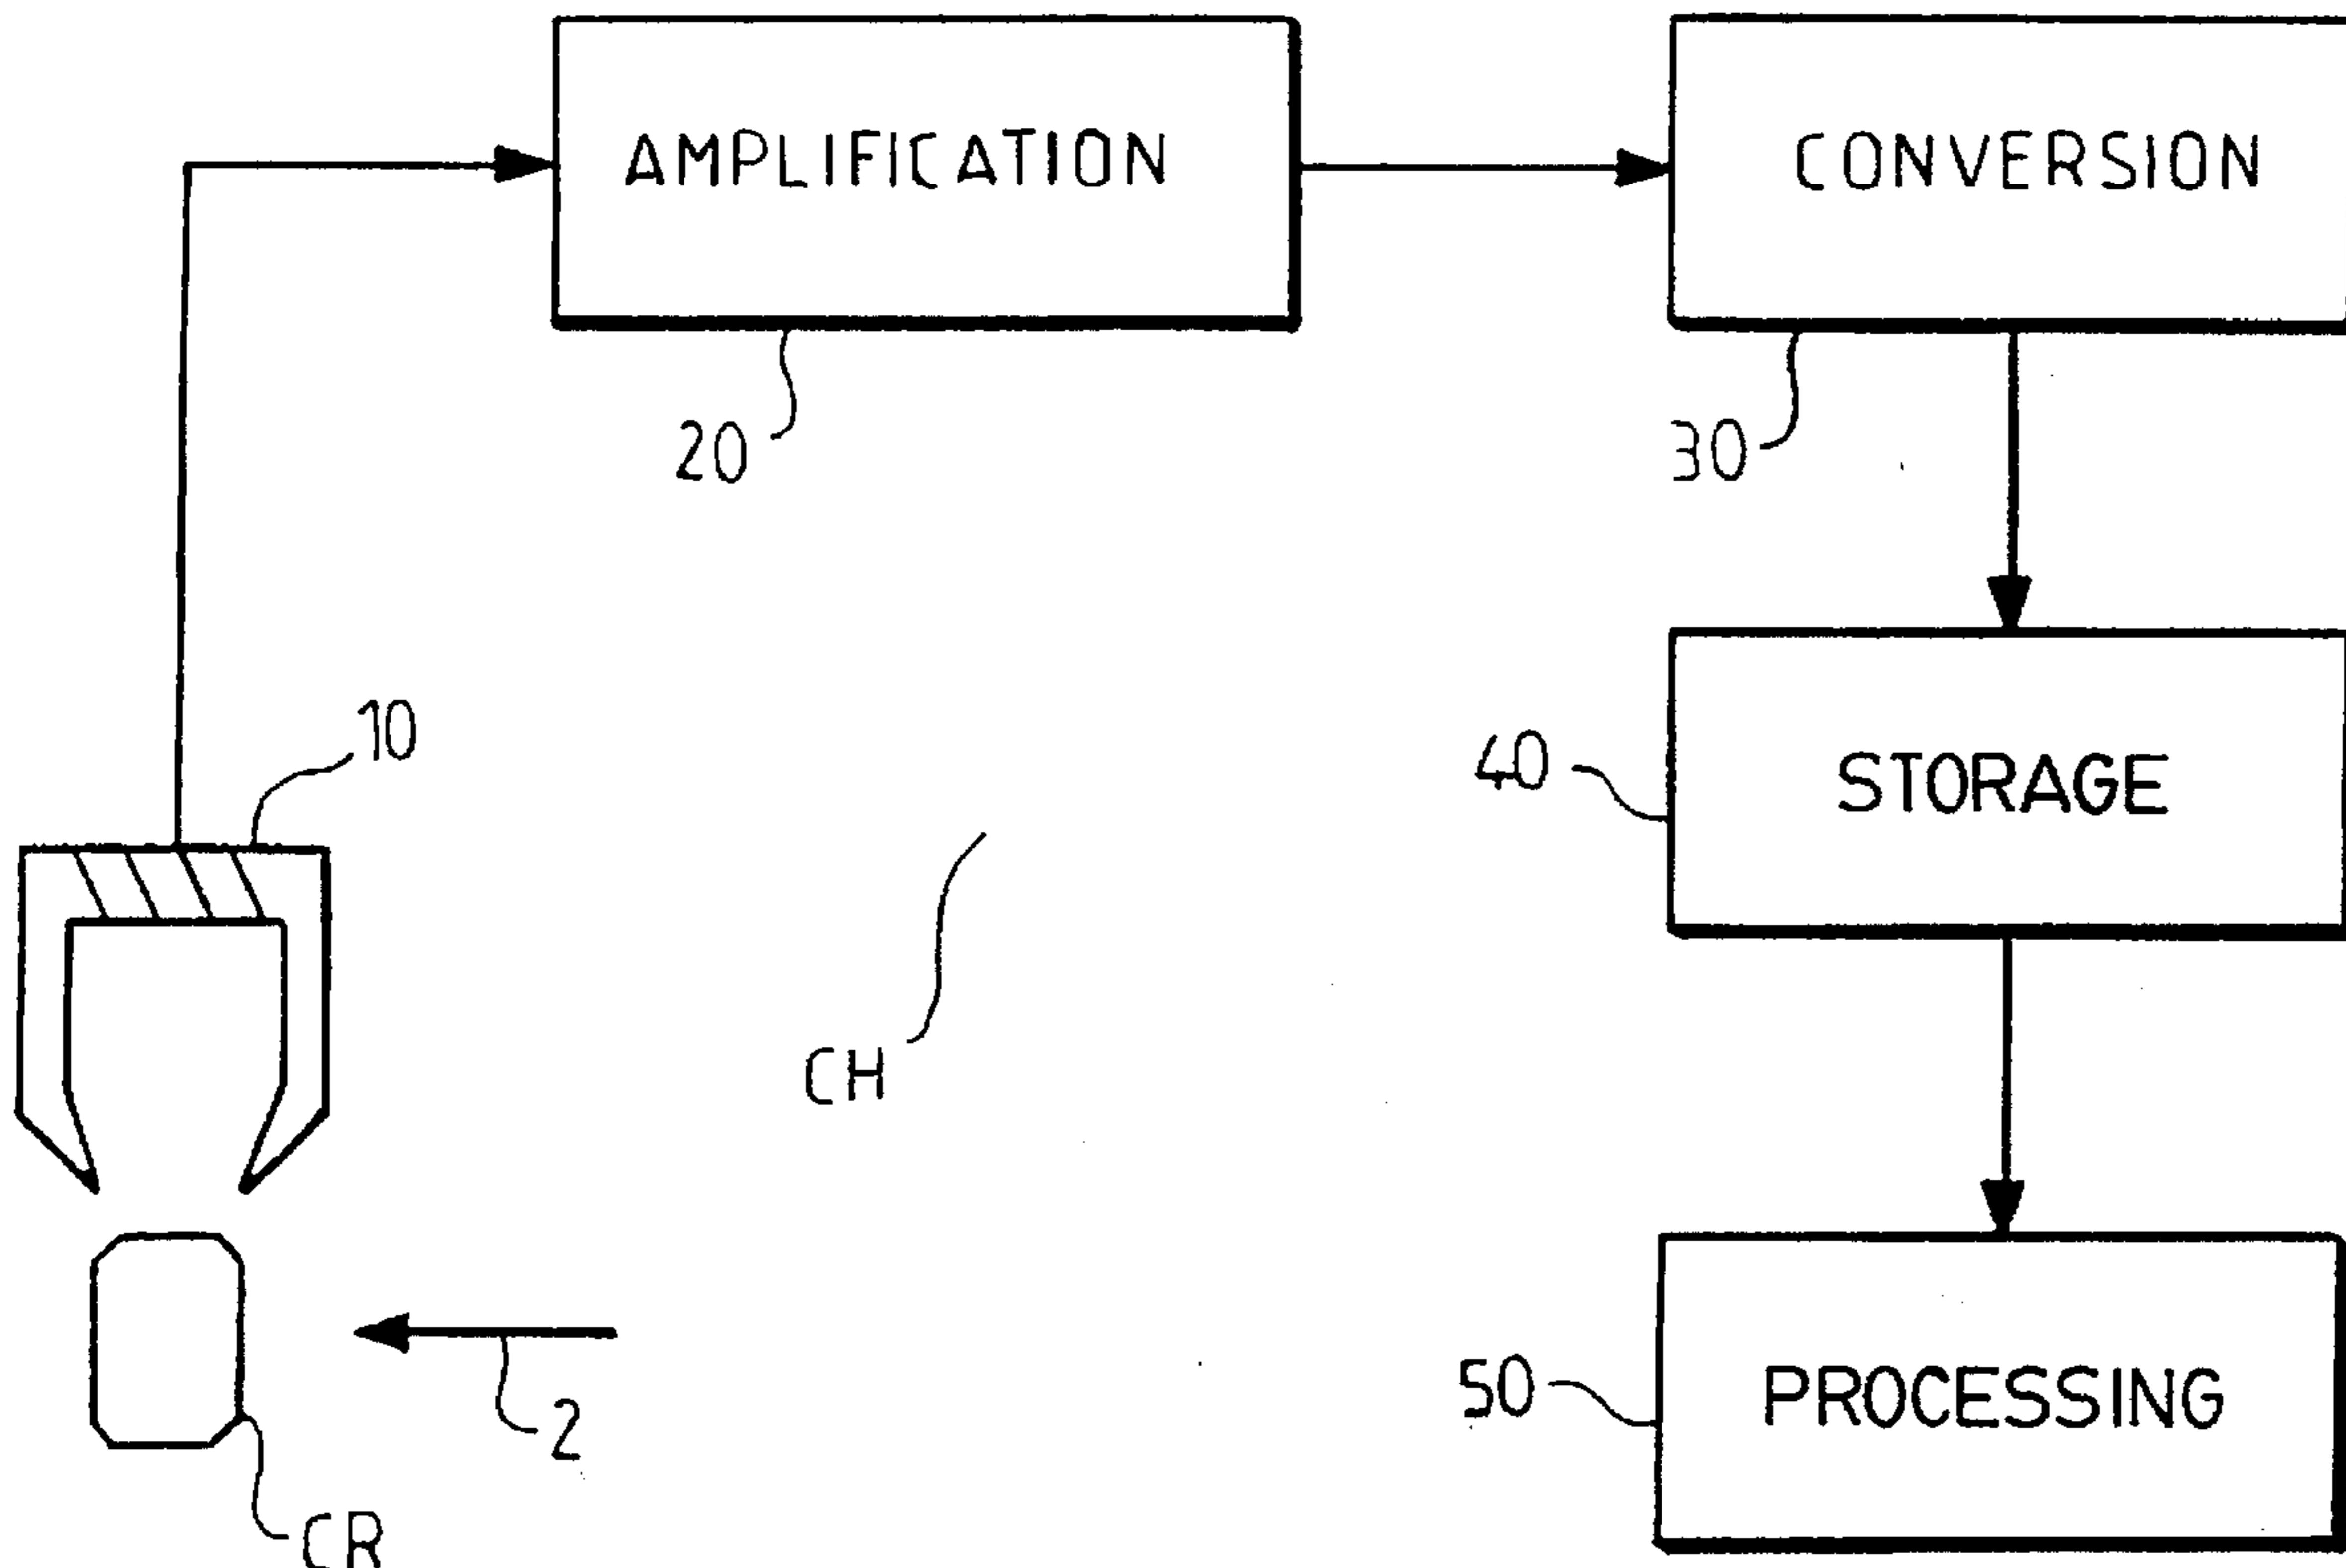 AMPLIFICATION
CONVERSION
20
30
10
40
STORAGE
CH
50
PROCESSING
2
CR